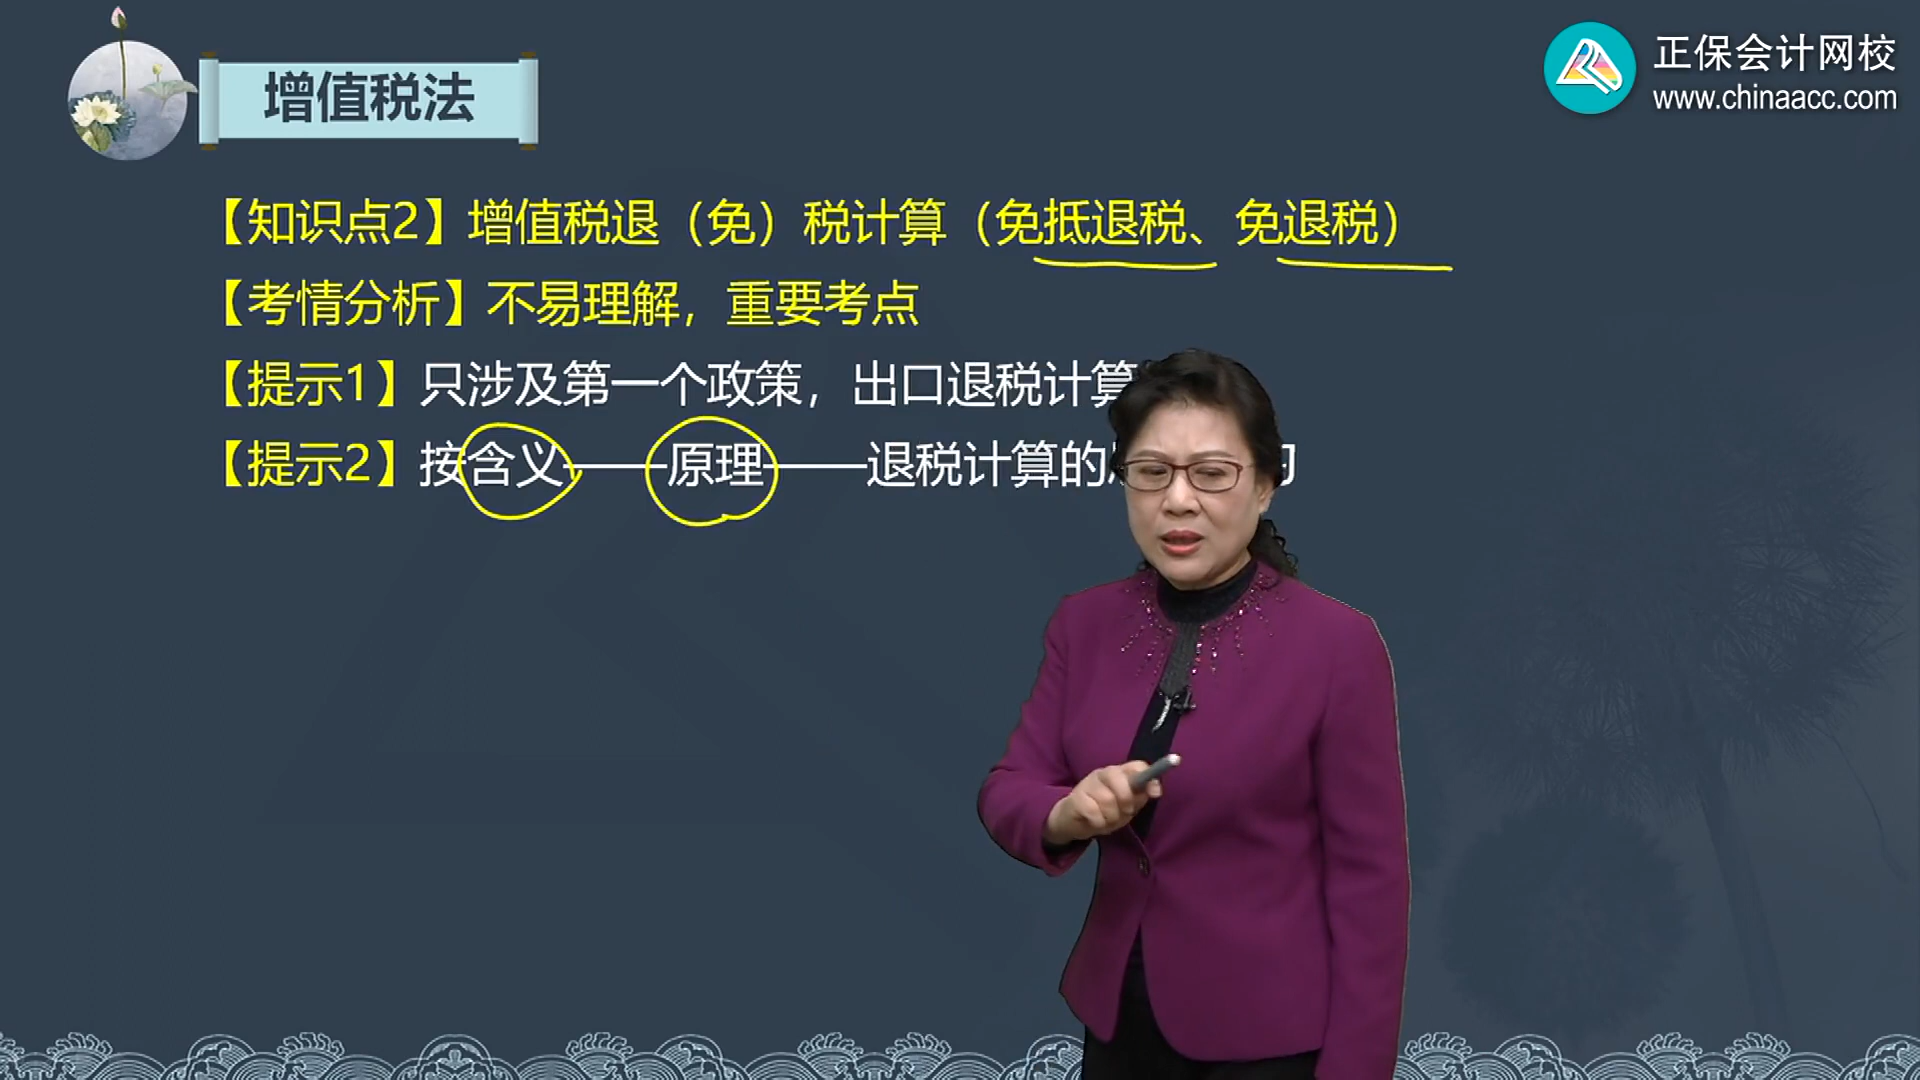 增值税法
正保会计网校
www.chinaacc.com
【知识点2】增值税退（免）税计算（免抵退税、免退税）
【考情分析】不易理解，重要考点
【提示1】只涉及第一个政策，出口退税计算
【提示2】按含义——原理——退税计算的